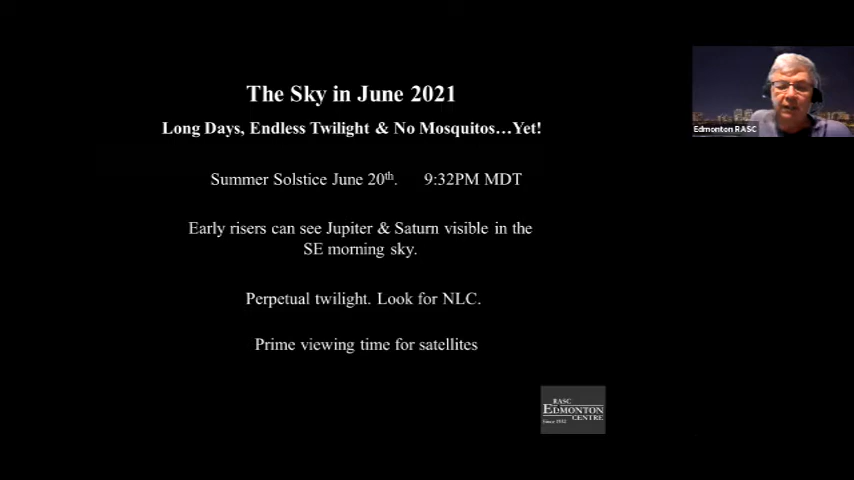 The Sky in June 2021
Long Days, Endless Twilight & No Mosquitos...Yet!
Summer Solstice June 20th. 9:32PM MDT
Early risers can see Jupiter & Saturn visible in the
SE morning sky.
Perpetual twilight. Look for NLC.
Prime viewing time for satellites
Edmonton RASC
RASC
EDMONTON
CENTRE
Since 1932